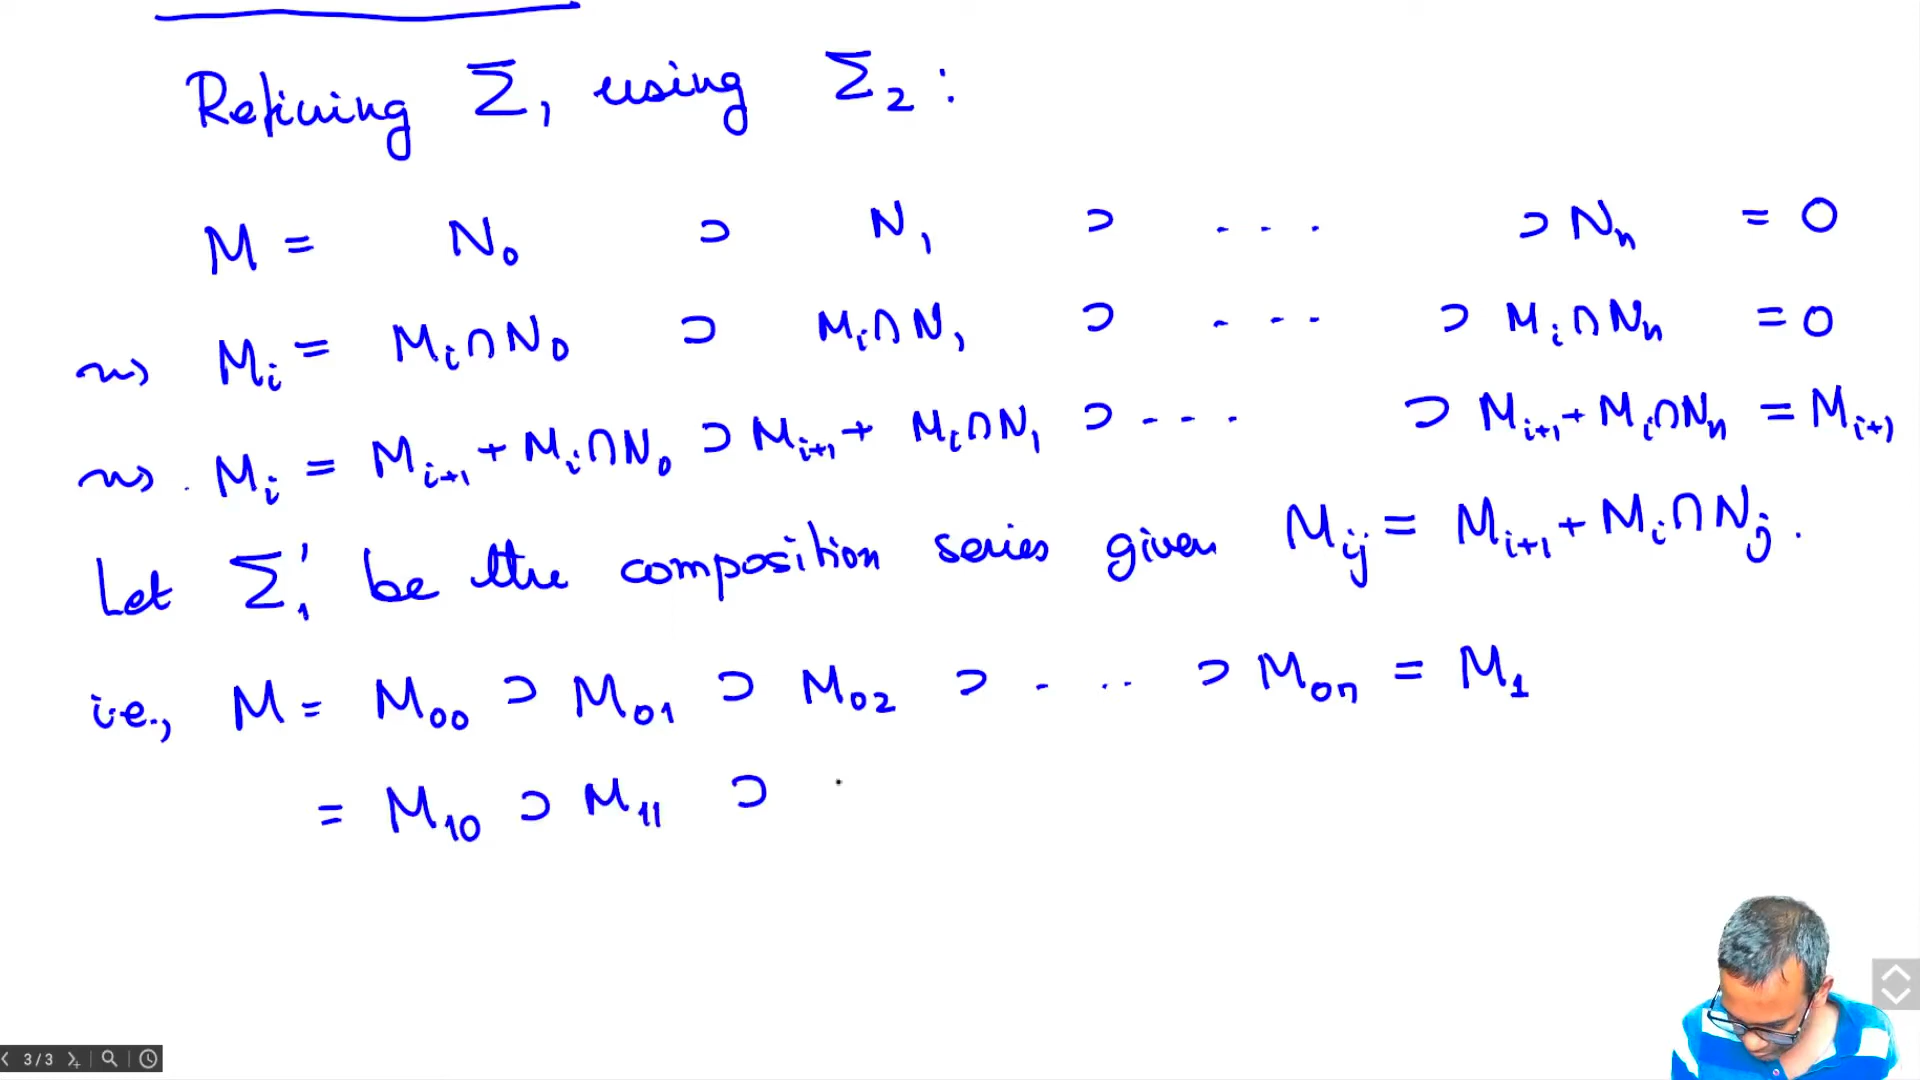 Refining Σ₁ using Σ₂ :
M = N₀ ⊃ N₁ ⊃ ... ⊃ Nₙ = 0
⇝ Mᵢ = Mᵢ∩N₀ ⊃ Mᵢ∩N₁ ⊃ ... ⊃ Mᵢ∩Nₙ = 0
⇝ Mᵢ = Mᵢ₊₁ + Mᵢ∩N₀ ⊃ Mᵢ₊₁ + Mᵢ∩N₁ ⊃ ... ⊃ Mᵢ₊₁ + Mᵢ∩Nₙ = Mᵢ₊₁
Let Σ₁' be the composition series given Mᵢⱼ = Mᵢ₊₁ + Mᵢ∩Nⱼ .
i.e., M = M₀₀ ⊃ M₀₁ ⊃ M₀₂ ⊃ ... ⊃ M₀ₙ = M₁
= M₁₀ ⊃ M₁₁ ⊃
3/3